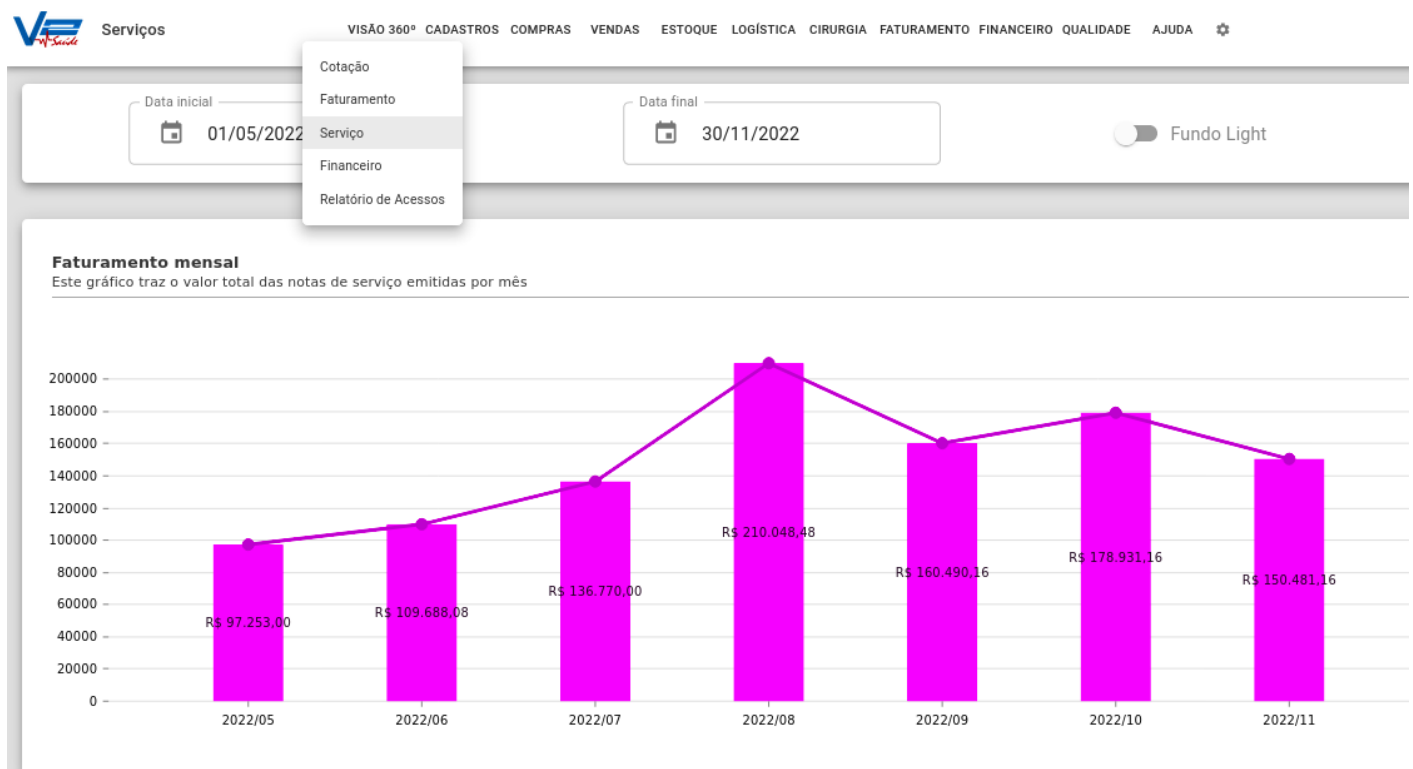 VP Saúde
Serviços
VISÃO 360º CADASTROS COMPRAS VENDAS ESTOQUE LOGÍSTICA CIRURGIA FATURAMENTO FINANCEIRO QUALIDADE AJUDA
Cotação
Faturamento
Serviço
Financeiro
Relatório de Acessos
Data inicial
01/05/2022
Data final
30/11/2022
Fundo Light
Faturamento mensal
Este gráfico traz o valor total das notas de serviço emitidas por mês
200000
180000
160000
140000
120000
100000
80000
60000
40000
20000
0
R$ 97.253,00
R$ 109.688,08
R$ 136.770,00
R$ 210.048,48
R$ 160.490,16
R$ 178.931,16
R$ 150.481,16
2022/05 2022/06 2022/07 2022/08 2022/09 2022/10 2022/11